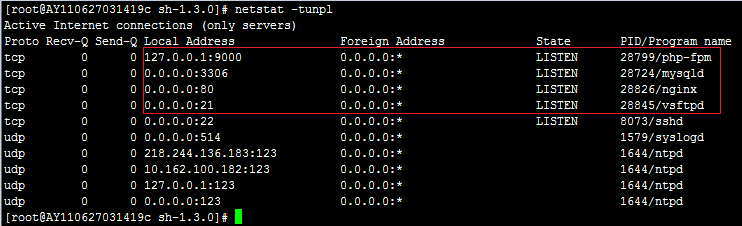 [root@AY110627031419c sh-1.3.0]# netstat -tunpl
Active Internet connections (only servers)
Proto Recv-Q Send-Q Local Address Foreign Address State PID/Program name
tcp 0 0 127.0.0.1:9000 0.0.0.0:* LISTEN 28799/php-fpm
tcp 0 0 0.0.0.0:3306 0.0.0.0:* LISTEN 28724/mysqld
tcp 0 0 0.0.0.0:80 0.0.0.0:* LISTEN 28826/nginx
tcp 0 0 0.0.0.0:21 0.0.0.0:* LISTEN 28845/vsftpd
tcp 0 0 0.0.0.0:22 0.0.0.0:* LISTEN 8073/sshd
udp 0 0 0.0.0.0:514 0.0.0.0:* 1579/syslogd
udp 0 0 218.244.136.183:123 0.0.0.0:* 1644/ntpd
udp 0 0 10.162.100.182:123 0.0.0.0:* 1644/ntpd
udp 0 0 127.0.0.1:123 0.0.0.0:* 1644/ntpd
udp 0 0 0.0.0.0:123 0.0.0.0:* 1644/ntpd
[root@AY110627031419c sh-1.3.0]#